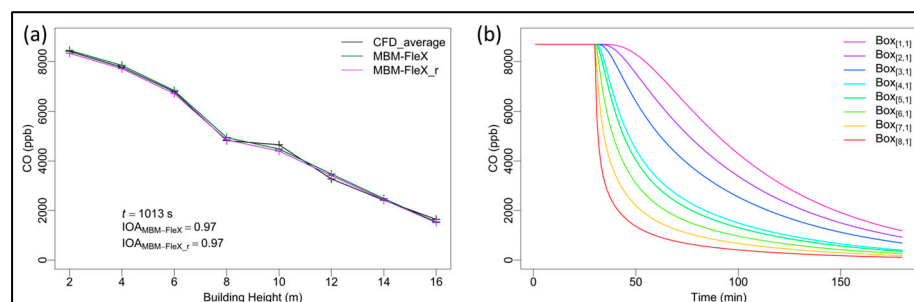 (a)
CFD_average
MBM-FleX
MBM-FleX_r
CO (ppb)
8000
6000
4000
2000
0
t = 1013 s
IOAMBM-FleX = 0.97
IOAMBM-FleX_r = 0.97
2 4 6 8 10 12 14 16
Building Height (m)
(b)
Box[1,1]
Box[2,1]
Box[3,1]
Box[4,1]
Box[5,1]
Box[6,1]
Box[7,1]
Box[8,1]
CO (ppb)
8000
6000
4000
2000
0
0 50 100 150
Time (min)